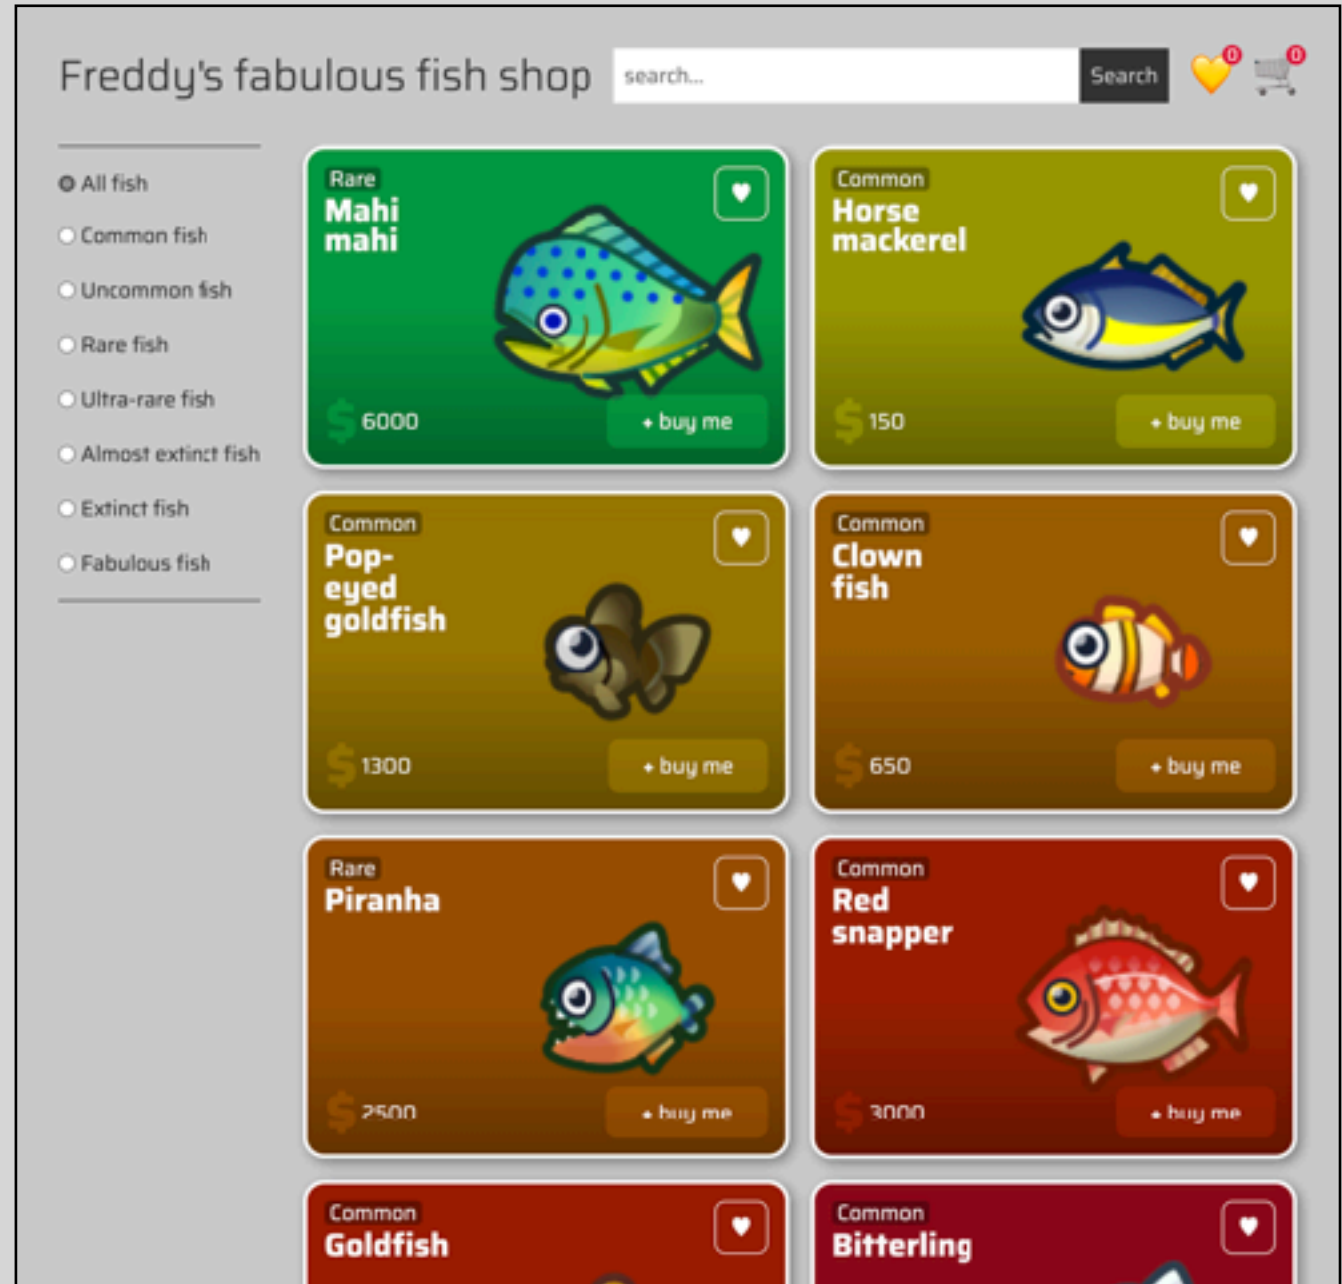 Freddy's fabulous fish shop
search...
Search
0
0
All fish
Common fish
Uncommon fish
Rare fish
Ultra-rare fish
Almost extinct fish
Extinct fish
Fabulous fish
Rare
Mahi
mahi
$ 6000
+ buy me
Common
Horse
mackerel
$ 150
+ buy me
Common
Pop-
eyed
goldfish
$ 1300
+ buy me
Common
Clown
fish
$ 650
+ buy me
Rare
Piranha
$ 2500
+ buy me
Common
Red
snapper
$ 3000
+ buy me
Common
Goldfish
Common
Bitterling